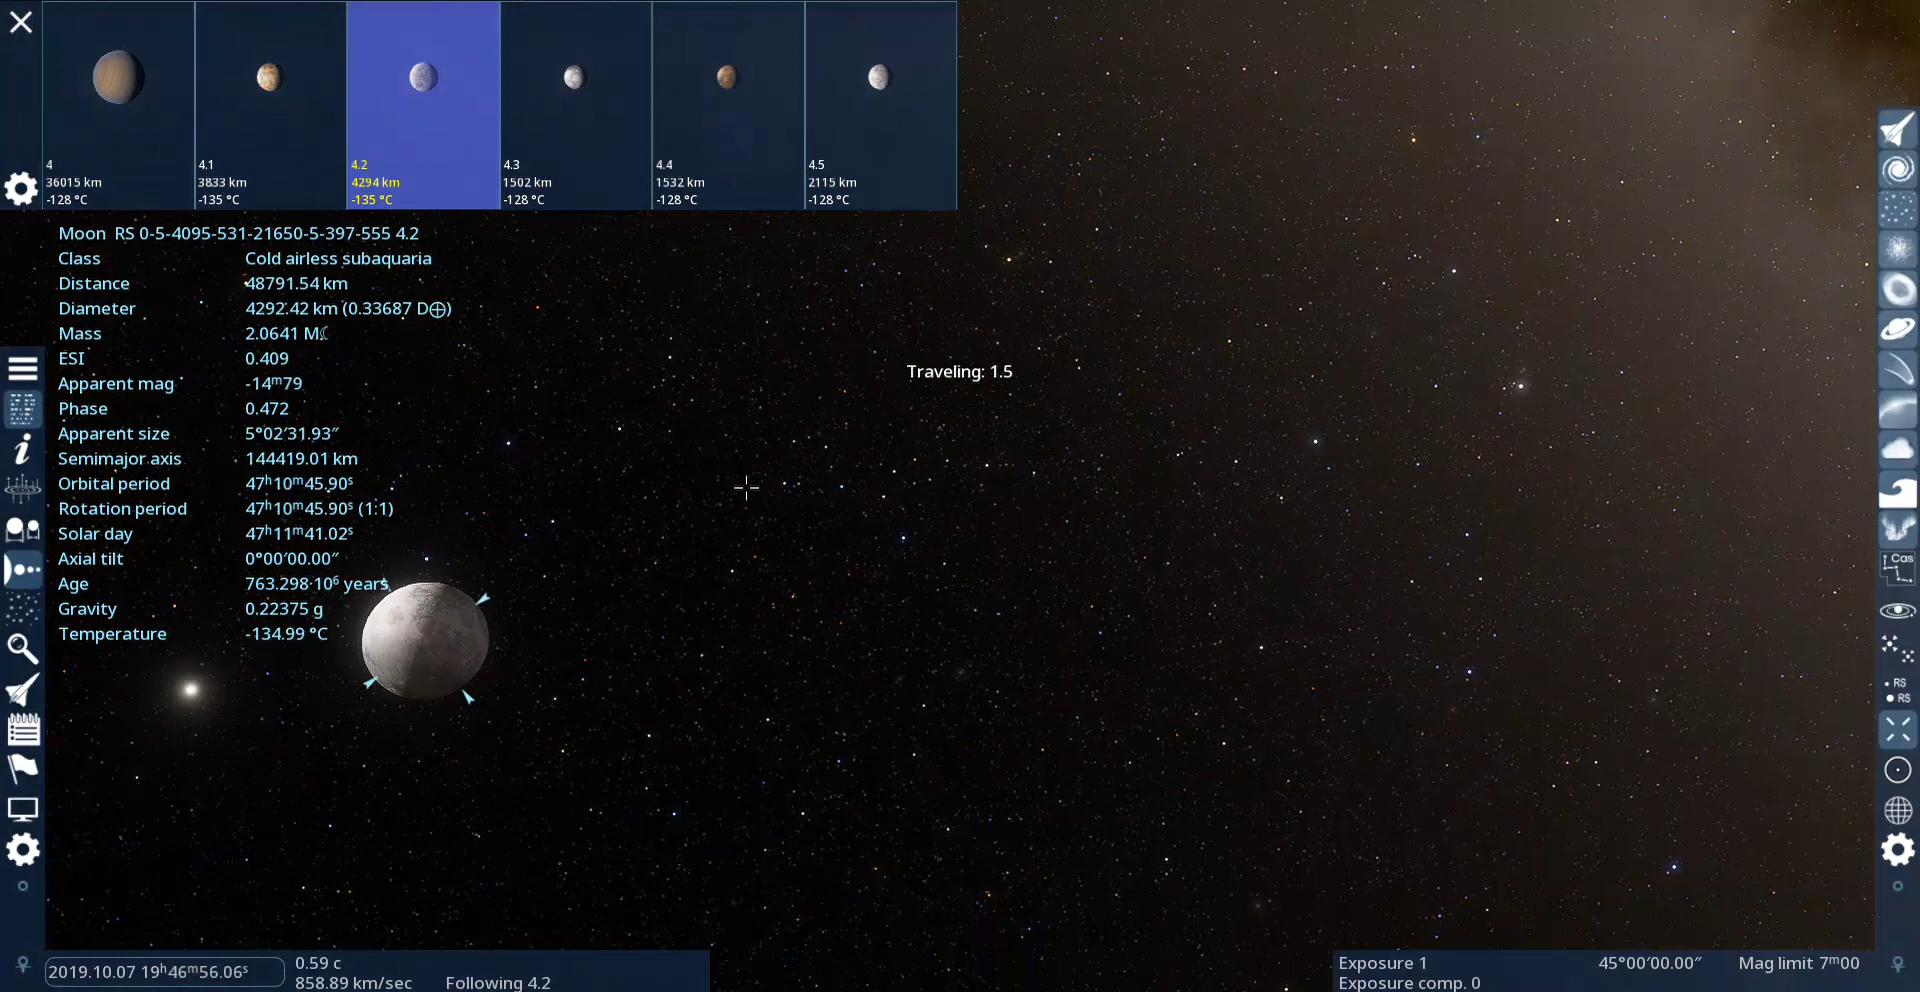 4
36015 km
-128 °C
4.1
3833 km
-135 °C
4.2
4294 km
-135 °C
4.3
1502 km
-128 °C
4.4
1532 km
-128 °C
4.5
2115 km
-128 °C
Moon RS 0-5-4095-531-21650-5-397-555 4.2
Class Cold airless subaquaria
Distance 48791.54 km
Diameter 4292.42 km (0.33687 D⊕)
Mass 2.0641 M☾
ESI 0.409
Apparent mag -14ᵐ79
Phase 0.472
Apparent size 5°02′31.93″
Semimajor axis 144419.01 km
Orbital period 47ʰ10ᵐ45.90ˢ
Rotation period 47ʰ10ᵐ45.90ˢ (1:1)
Solar day 47ʰ11ᵐ41.02ˢ
Axial tilt 0°00′00.00″
Age 763.298·10⁶ years
Gravity 0.22375 g
Temperature -134.99 °C
Traveling: 1.5
Cas
RS
RS
2019.10.07 19ʰ46ᵐ56.06ˢ
0.59 c
858.89 km/sec Following 4.2
Exposure 1 45°00′00.00″ Mag limit 7ᵐ00
Exposure comp. 0